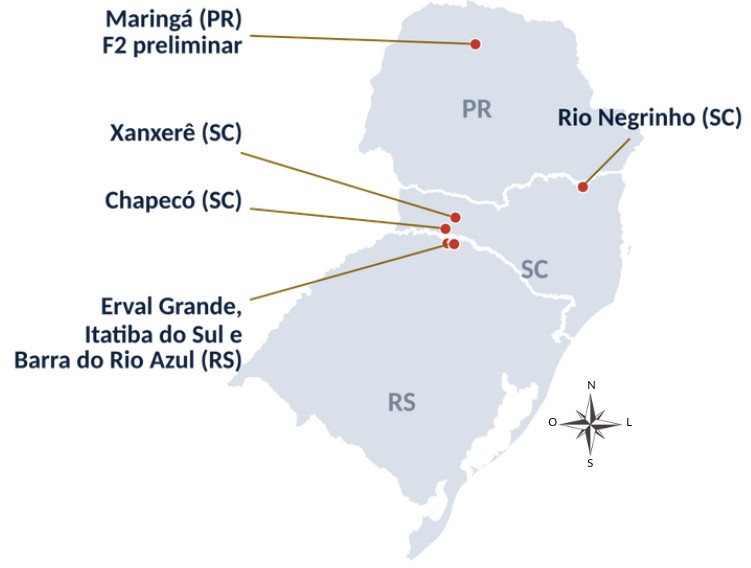 Maringá (PR)
F2 preliminar
PR
Rio Negrinho (SC)
Xanxerê (SC)
Chapecó (SC)
SC
Erval Grande,
Itatiba do Sul e
Barra do Rio Azul (RS)
RS
N
O
L
S